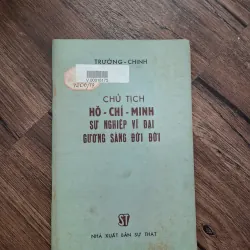 TRƯỜNG-CHINH
CHỦ TỊCH
HỒ-CHÍ-MINH
SỰ NGHIỆP VĨ ĐẠI
GƯƠNG SÁNG ĐỜI ĐỜI
ST
NHÀ XUẤT BẢN SỰ THẬT